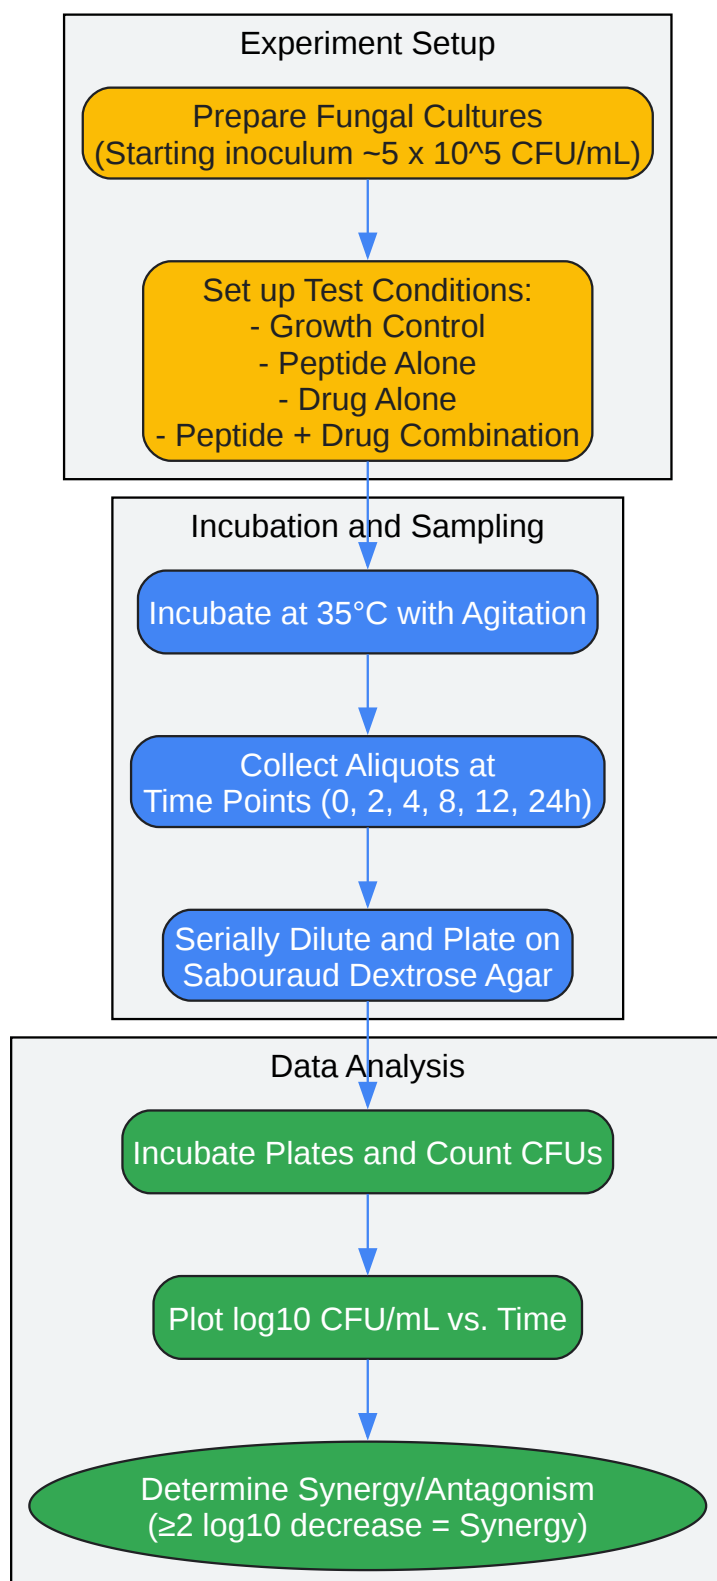 Experiment Setup
Prepare Fungal Cultures
(Starting inoculum ~5 x 10^5 CFU/mL)
Set up Test Conditions:
- Growth Control
- Peptide Alone
- Drug Alone
- Peptide + Drug Combination
Incubation and Sampling
Incubate at 35°C with Agitation
Collect Aliquots at
Time Points (0, 2, 4, 8, 12, 24h)
Serially Dilute and Plate on
Sabouraud Dextrose Agar
Data Analysis
Incubate Plates and Count CFUs
Plot log10 CFU/mL vs. Time
Determine Synergy/Antagonism
(≥2 log10 decrease = Synergy)